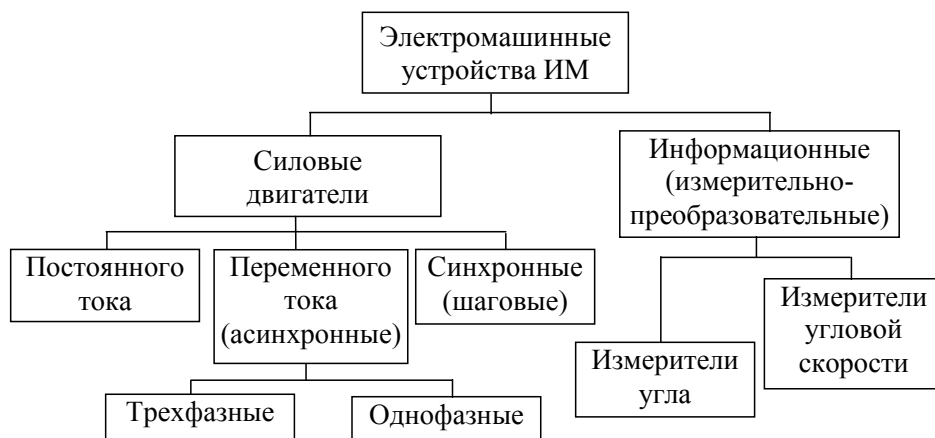 Электромашинные
устройства ИМ
Силовые
двигатели
Информационные
(измерительно-
преобразовательные)
Постоянного
тока
Переменного
тока
(асинхронные)
Синхронные
(шаговые)
Измерители
угла
Измерители
угловой
скорости
Трехфазные
Однофазные